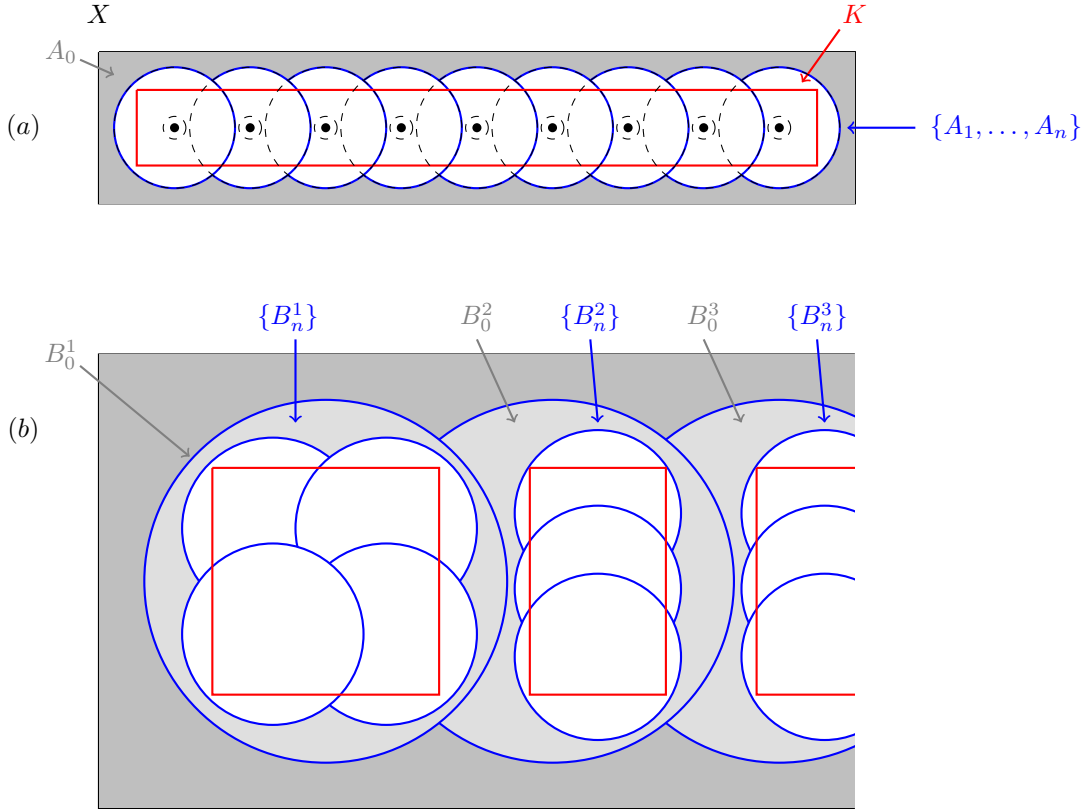 X K
A_0
(a) {A_1, …, A_n}
{B_n^1} B_0^2 {B_n^2} B_0^3 {B_n^3}
B_0^1
(b)